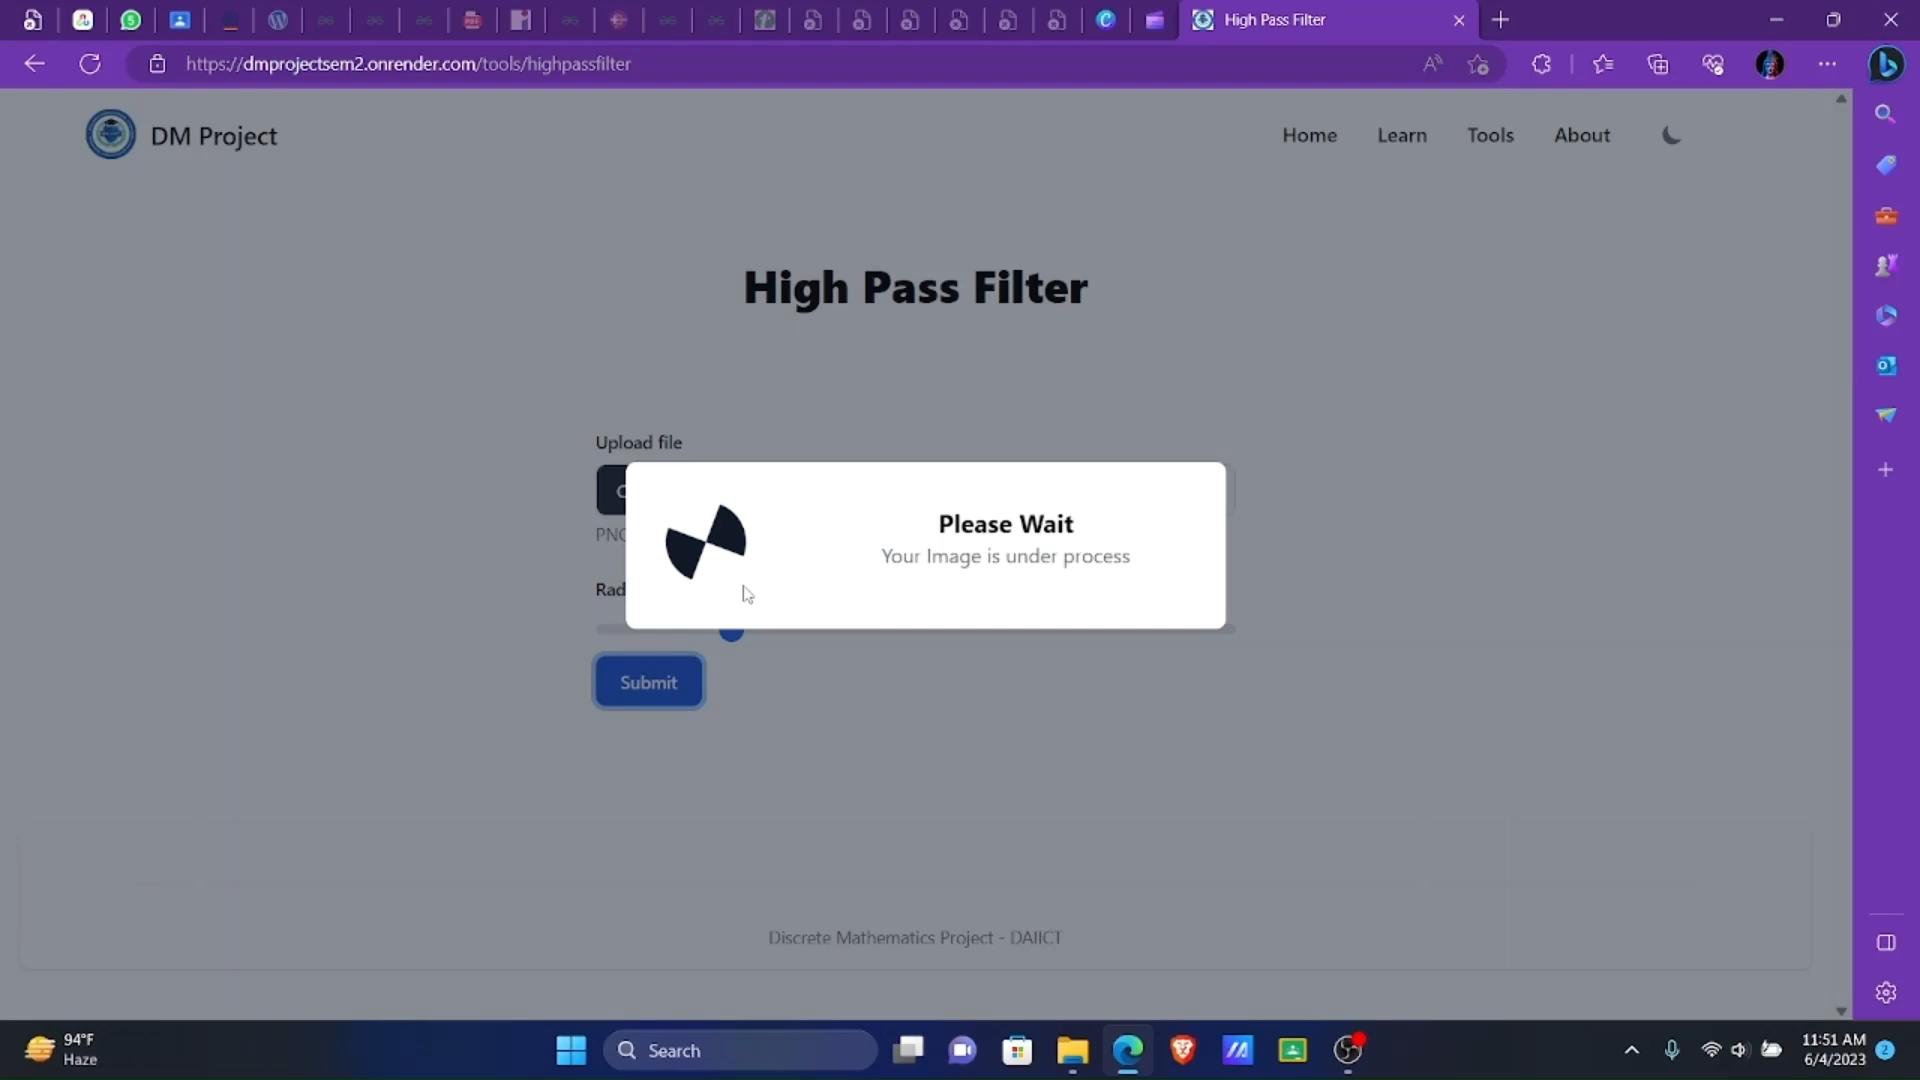 High Pass Filter
https://dmprojectsem2.onrender.com/tools/highpassfilter
DM Project
Home
Learn
Tools
About
High Pass Filter
Upload file
Please Wait
Your Image is under process
PNG
Rad
Submit
Discrete Mathematics Project - DAIICT
94°F
Haze
Search
11:51 AM
6/4/2023
2